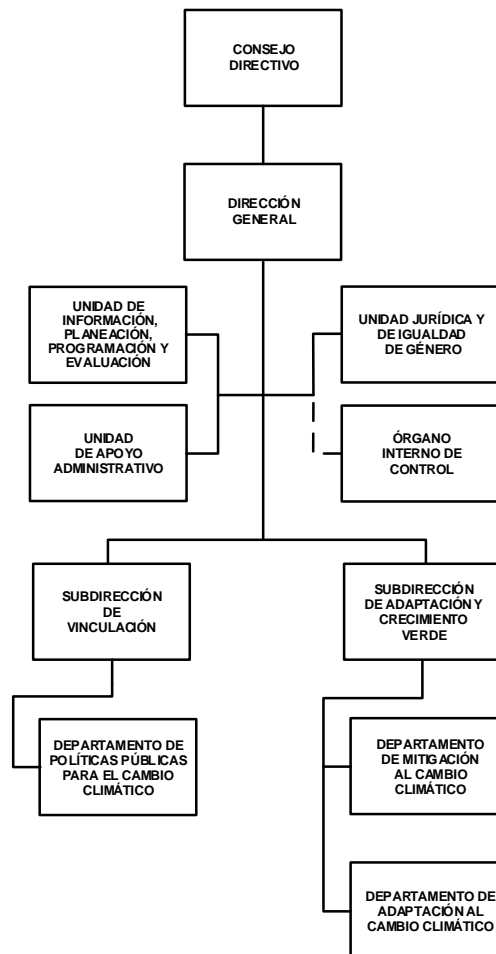 CONSEJO
DIRECTIVO
DIRECCIÓN
GENERAL
UNIDAD DE
INFORMACIÓN,
PLANEACIÓN,
PROGRAMACIÓN Y
EVALUACIÓN
UNIDAD JURÍDICA Y
DE IGUALDAD
DE GÉNERO
UNIDAD
DE APOYO
ADMINISTRATIVO
ÓRGANO
INTERNO DE
CONTROL
SUBDIRECCIÓN
DE
VINCULACIÓN
SUBDIRECCIÓN
DE ADAPTACIÓN Y
CRECIMIENTO
VERDE
DEPARTAMENTO DE
POLÍTICAS PÚBLICAS
PARA EL CAMBIO
CLIMÁTICO
DEPARTAMENTO
DE MITIGACIÓN
AL CAMBIO
CLIMÁTICO
DEPARTAMENTO DE
ADAPTACIÓN AL
CAMBIO CLIMÁTICO